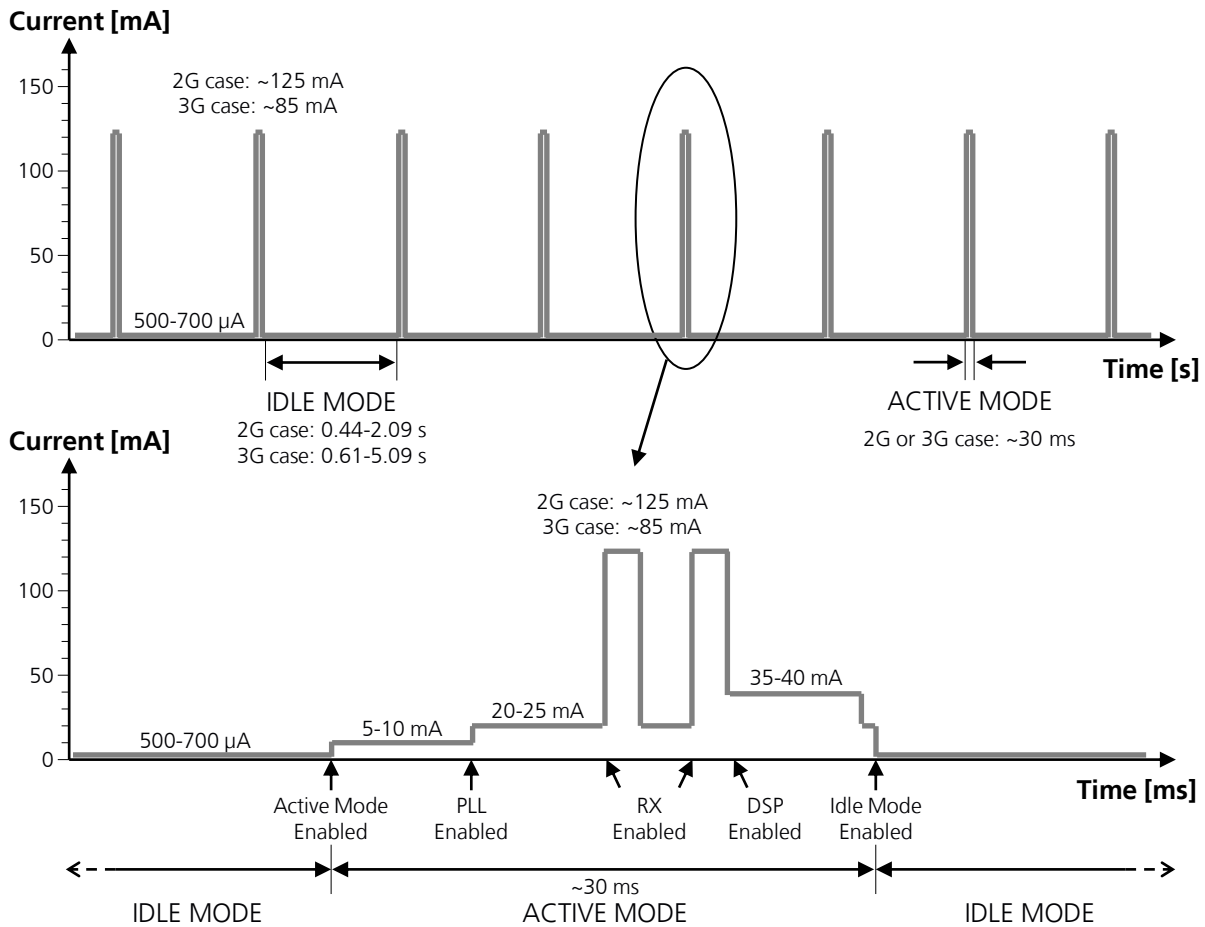 Current [mA]
150
100
50
0
2G case: ~125 mA
3G case: ~85 mA
500-700 µA
Time [s]
IDLE MODE
2G case: 0.44-2.09 s
3G case: 0.61-5.09 s
ACTIVE MODE
2G or 3G case: ~30 ms
Current [mA]
150
100
50
0
2G case: ~125 mA
3G case: ~85 mA
500-700 µA
5-10 mA
20-25 mA
35-40 mA
Time [ms]
Active Mode
Enabled
PLL
Enabled
RX
Enabled
DSP
Enabled
Idle Mode
Enabled
~30 ms
IDLE MODE
ACTIVE MODE
IDLE MODE